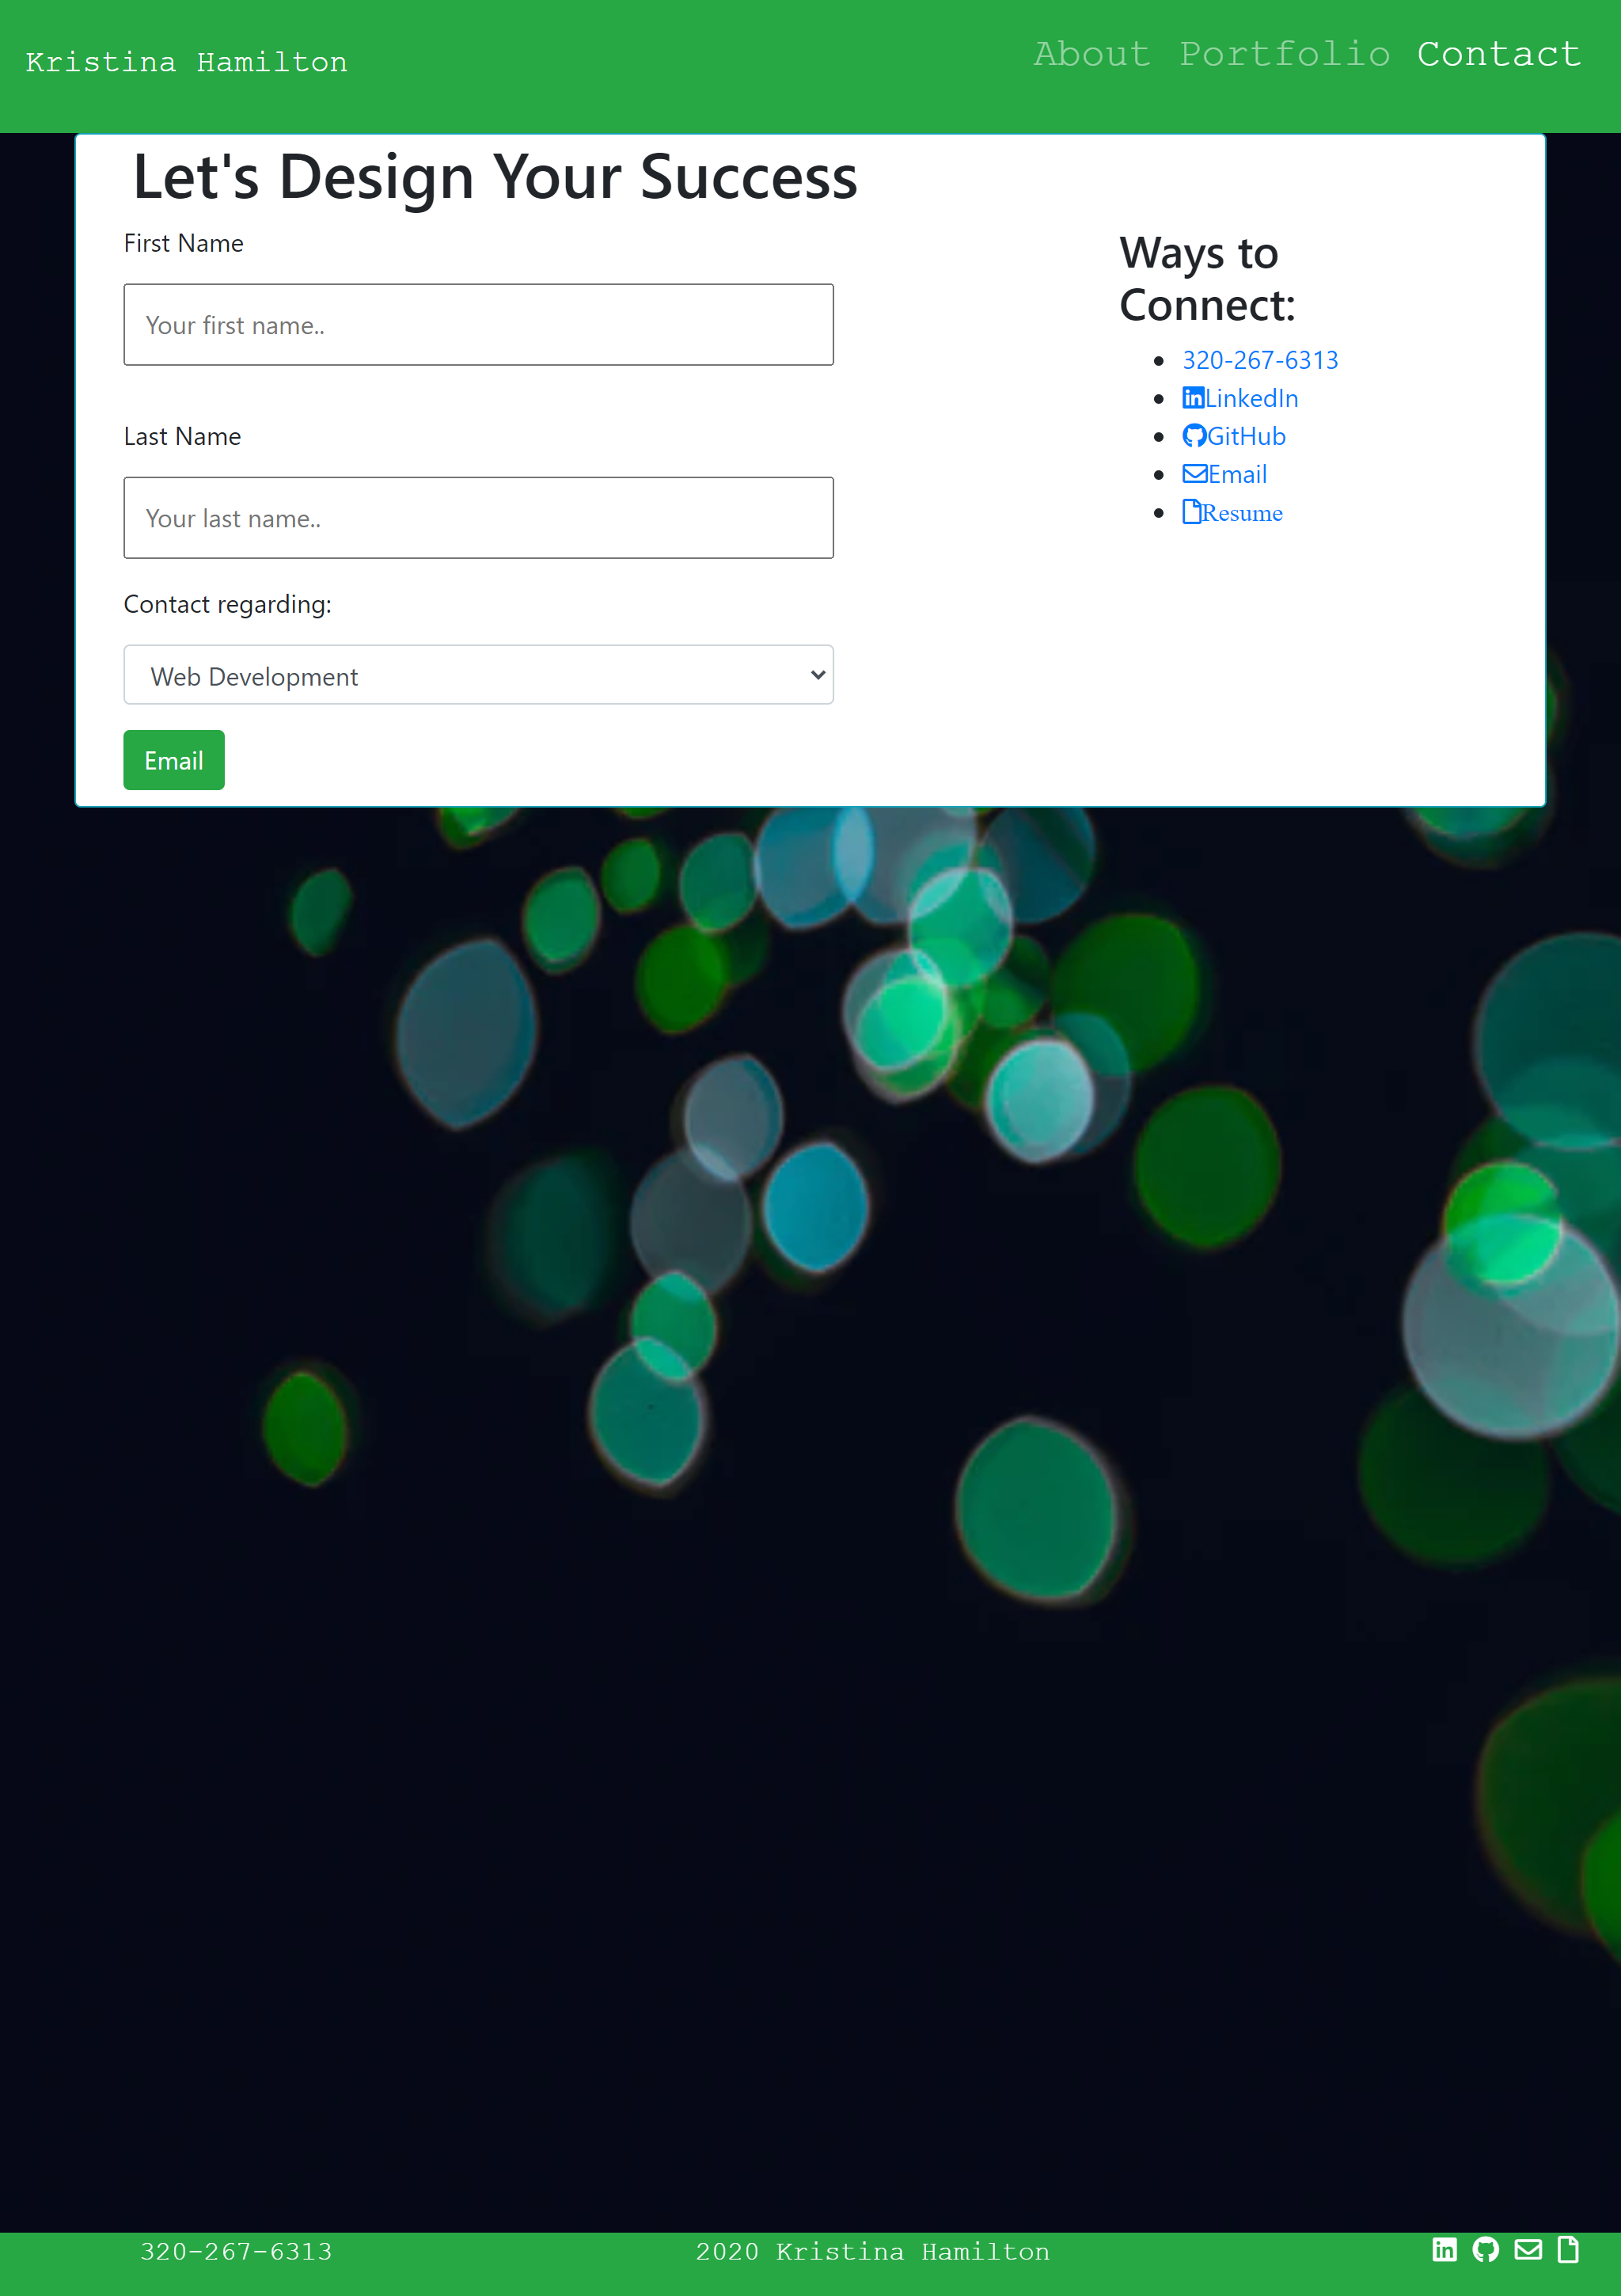 Kristina Hamilton
About Portfolio Contact
Let's Design Your Success
First Name
Your first name..
Last Name
Your last name..
Contact regarding:
Web Development
Email
Ways to
Connect:
320-267-6313
LinkedIn
GitHub
Email
Resume
320-267-6313
2020 Kristina Hamilton